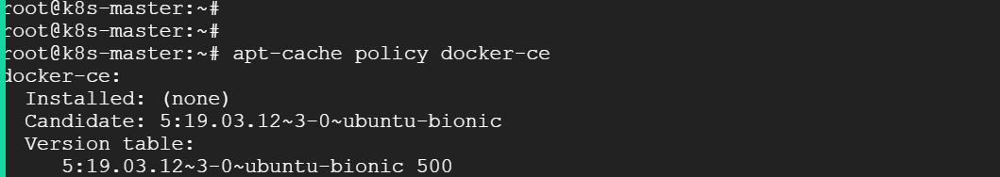 root@k8s-master:~#
root@k8s-master:~#
root@k8s-master:~# apt-cache policy docker-ce
docker-ce:
  Installed: (none)
  Candidate: 5:19.03.12~3-0~ubuntu-bionic
  Version table:
     5:19.03.12~3-0~ubuntu-bionic 500